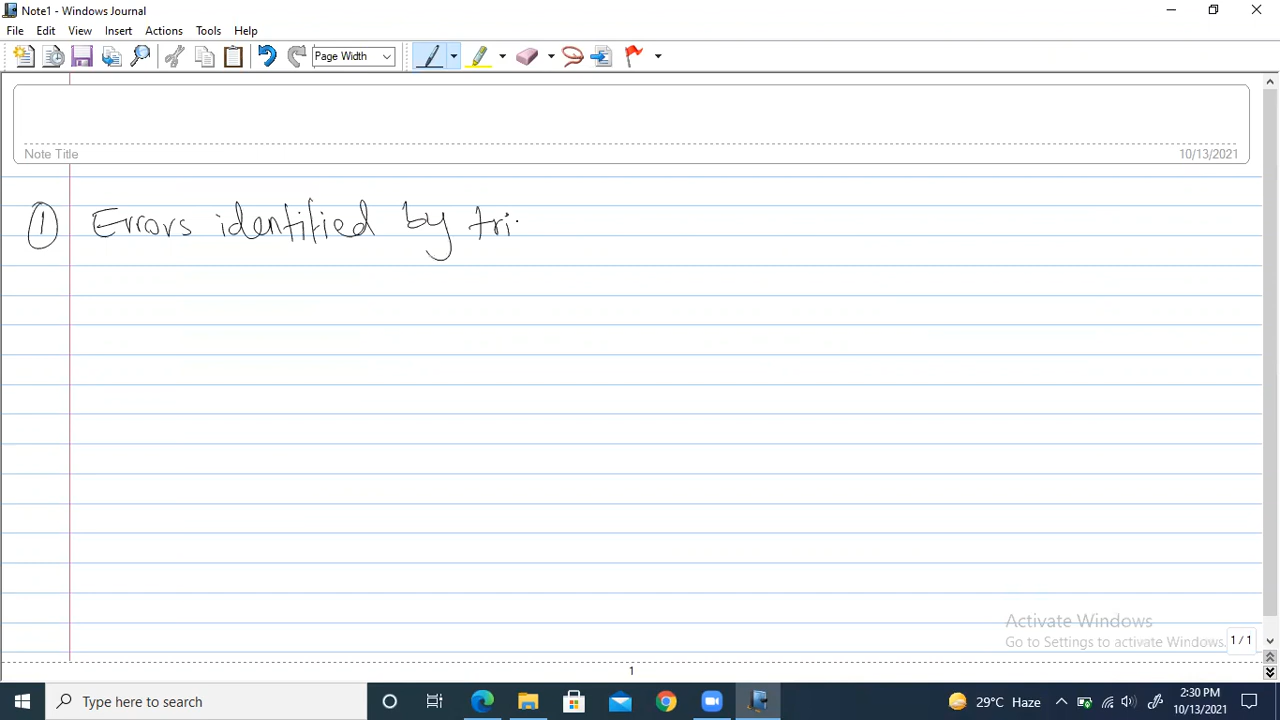 Note1 - Windows Journal
File Edit View Insert Actions Tools Help
Page Width
Note Title 10/13/2021
1 Errors identified by tri
Activate Windows
Go to Settings to activate Windows.
1 / 1
1
Type here to search
29°C Haze
2:30 PM
10/13/2021